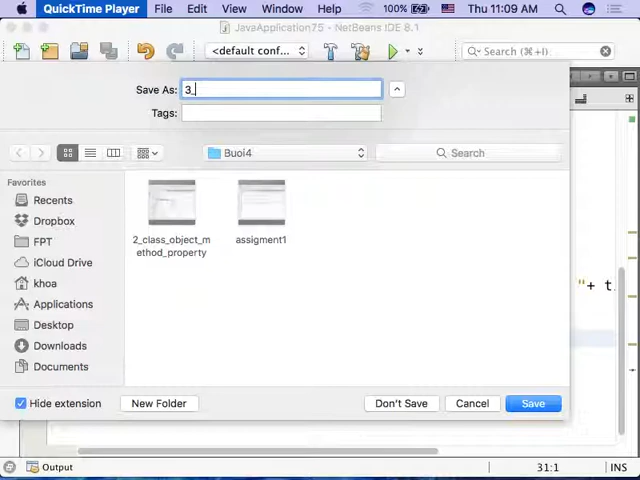 QuickTime Player File Edit View Window Help 100% Thu 11:09 AM
JavaApplication75 - NetBeans IDE 8.1
<default conf... Search (⌘+I)
Save As: 3_
Tags:
Buoi4 Search
Favorites
Recents
Dropbox
FPT
iCloud Drive
khoa
Applications
Desktop
Downloads
Documents
2_class_object_m
ethod_property
assigment1
"+ t
Hide extension New Folder Don't Save Cancel Save
Output 31:1 INS